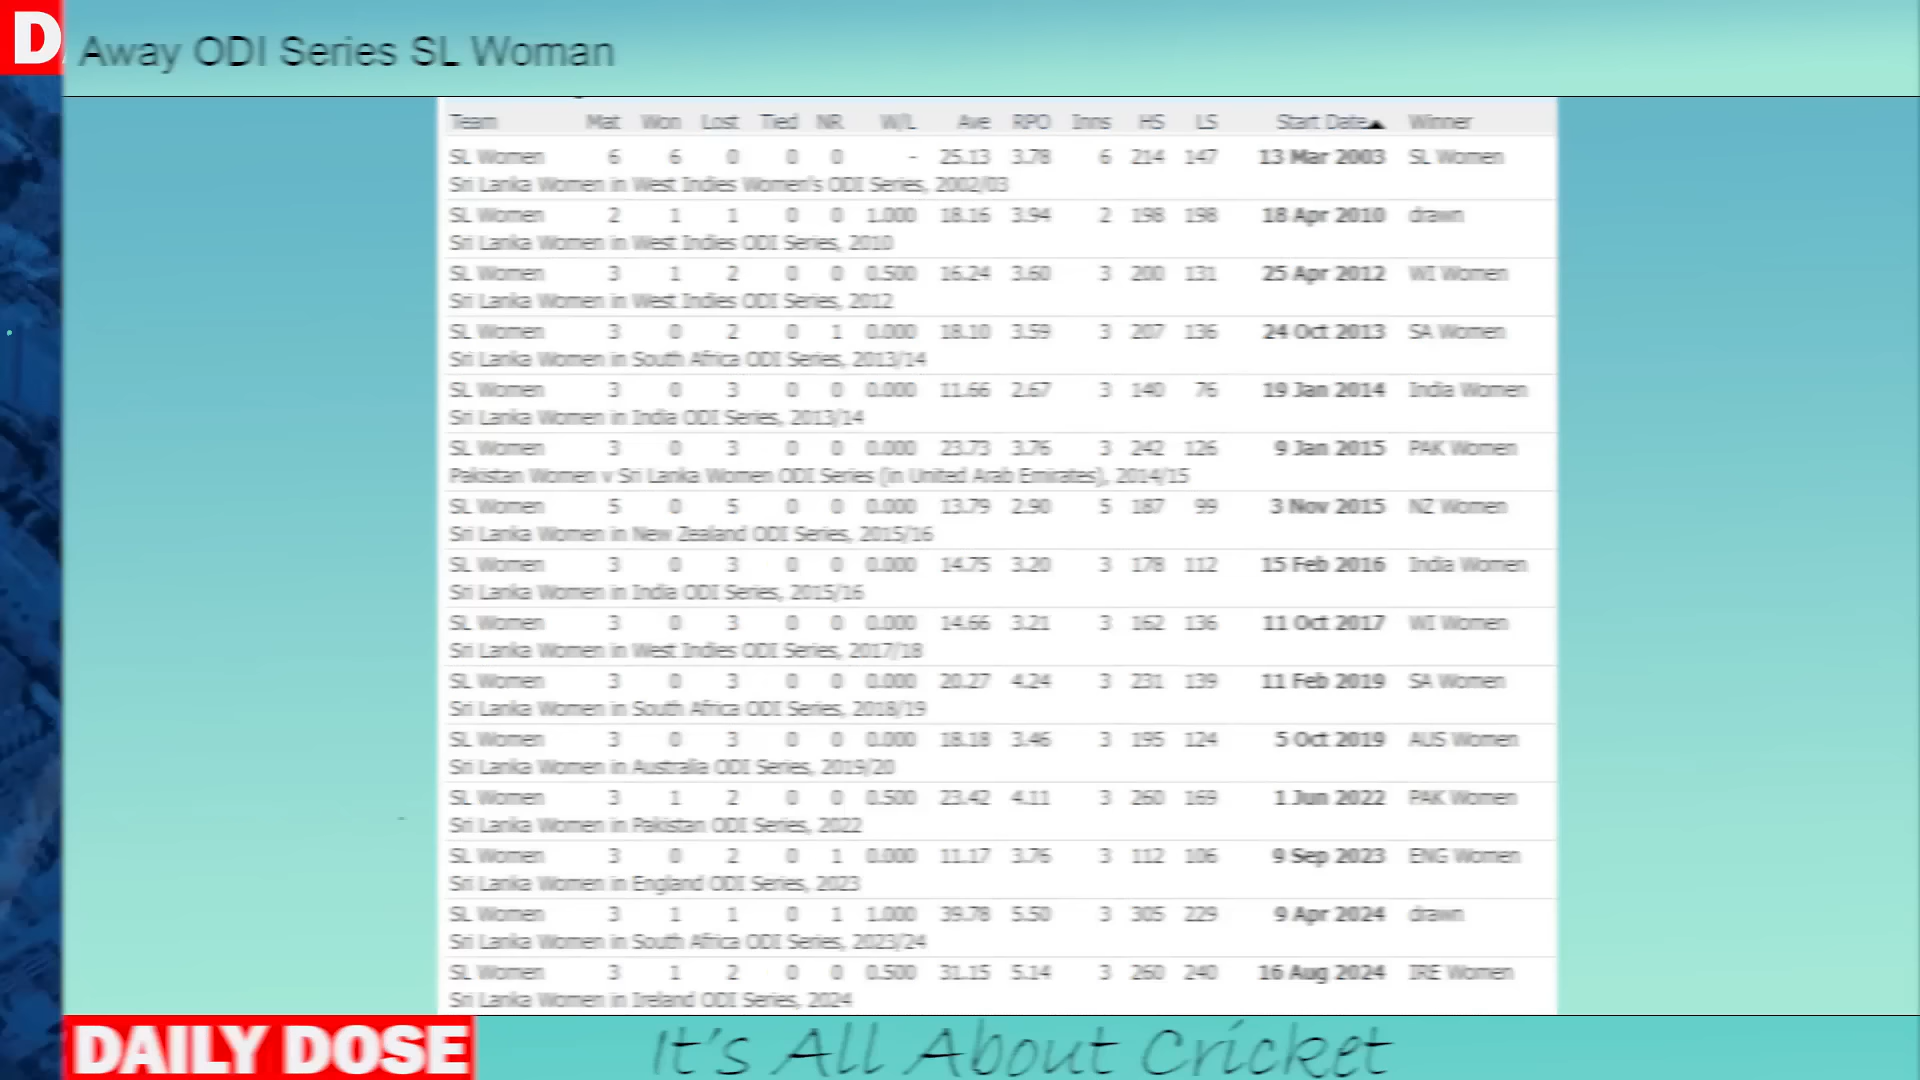 D
Away ODI Series SL Woman
Team Mat Won Lost Tied NR W/L Ave RPO Inns HS LS Start Date▲ Winner
SL Women 6 6 0 0 0 - 25.13 3.78 6 214 147 13 Mar 2003 SL Women
Sri Lanka Women in West Indies Women's ODI Series, 2002/03
SL Women 2 1 1 0 0 1.000 18.16 3.94 2 198 198 18 Apr 2010 drawn
Sri Lanka Women in West Indies ODI Series, 2010
SL Women 3 1 2 0 0 0.500 16.24 3.60 3 200 131 25 Apr 2012 WI Women
Sri Lanka Women in West Indies ODI Series, 2012
SL Women 3 0 2 0 1 0.000 18.10 3.59 3 207 136 24 Oct 2013 SA Women
Sri Lanka Women in South Africa ODI Series, 2013/14
SL Women 3 0 3 0 0 0.000 11.66 2.67 3 140 76 19 Jan 2014 India Women
Sri Lanka Women in India ODI Series, 2013/14
SL Women 3 0 3 0 0 0.000 23.73 3.76 3 242 126 9 Jan 2015 PAK Women
Pakistan Women v Sri Lanka Women ODI Series (in United Arab Emirates), 2014/15
SL Women 5 0 5 0 0 0.000 13.79 2.90 5 187 99 3 Nov 2015 NZ Women
Sri Lanka Women in New Zealand ODI Series, 2015/16
SL Women 3 0 3 0 0 0.000 14.75 3.20 3 178 112 15 Feb 2016 India Women
Sri Lanka Women in India ODI Series, 2015/16
SL Women 3 0 3 0 0 0.000 14.66 3.21 3 162 136 11 Oct 2017 WI Women
Sri Lanka Women in West Indies ODI Series, 2017/18
SL Women 3 0 3 0 0 0.000 20.27 4.24 3 231 139 11 Feb 2019 SA Women
Sri Lanka Women in South Africa ODI Series, 2018/19
SL Women 3 0 3 0 0 0.000 18.18 3.46 3 195 124 5 Oct 2019 AUS Women
Sri Lanka Women in Australia ODI Series, 2019/20
SL Women 3 1 2 0 0 0.500 23.42 4.11 3 260 169 1 Jun 2022 PAK Women
Sri Lanka Women in Pakistan ODI Series, 2022
SL Women 3 0 2 0 1 0.000 11.17 3.76 3 112 106 9 Sep 2023 ENG Women
Sri Lanka Women in England ODI Series, 2023
SL Women 3 1 1 0 1 1.000 39.78 5.50 3 305 229 9 Apr 2024 drawn
Sri Lanka Women in South Africa ODI Series, 2023/24
SL Women 3 1 2 0 0 0.500 31.15 5.14 3 260 240 16 Aug 2024 IRE Women
Sri Lanka Women in Ireland ODI Series, 2024
DAILY DOSE
It's All About Cricket